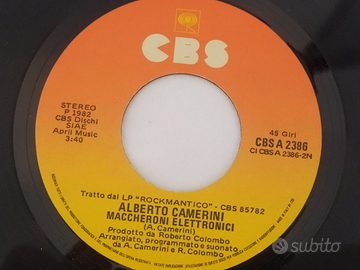 CBS
STEREO
P 1982
CBS Dischi
SIAE
April Music
3:40
45 Giri
CBS A 2386
CI CBS A 2386-2N
Tratto dal LP "ROCKMANTICO" - CBS 85782
ALBERTO CAMERINI
MACCHERONI ELETTRONICI
(A. Camerini)
Prodotto da Roberto Colombo
Arrangiato, programmato e suonato
da A. Camerini e R. Colombo
subito